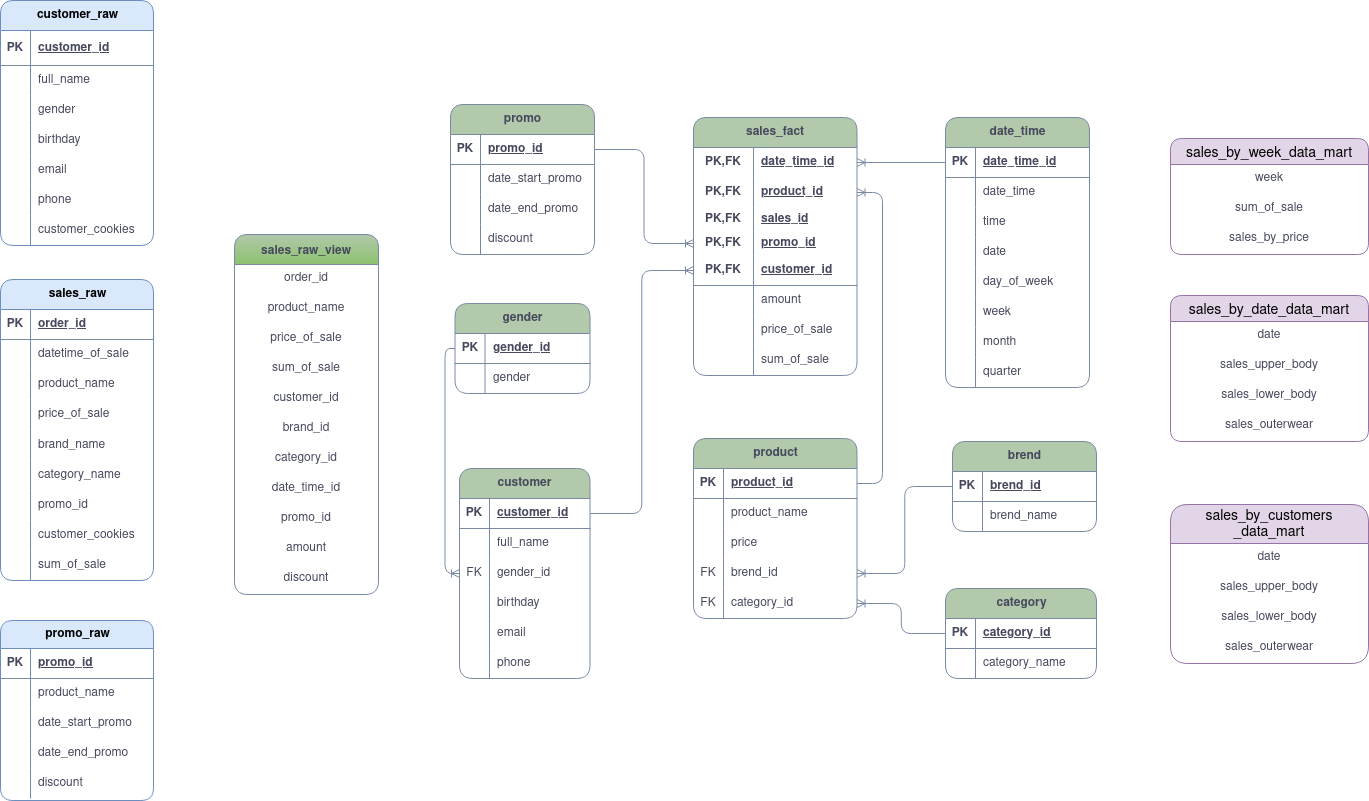 customer_raw
PK customer_id
full_name
gender
birthday
email
phone
customer_cookies
sales_raw
PK order_id
datetime_of_sale
product_name
price_of_sale
brand_name
category_name
promo_id
customer_cookies
sum_of_sale
promo_raw
PK promo_id
product_name
date_start_promo
date_end_promo
discount
sales_raw_view
order_id
product_name
price_of_sale
sum_of_sale
customer_id
brand_id
category_id
date_time_id
promo_id
amount
discount
promo
PK promo_id
date_start_promo
date_end_promo
discount
gender
PK gender_id
gender
customer
PK customer_id
full_name
FK gender_id
birthday
email
phone
sales_fact
PK,FK date_time_id
PK,FK product_id
PK,FK sales_id
PK,FK promo_id
PK,FK customer_id
amount
price_of_sale
sum_of_sale
product
PK product_id
product_name
price
FK brend_id
FK category_id
date_time
PK date_time_id
date_time
time
date
day_of_week
week
month
quarter
brend
PK brend_id
brend_name
category
PK category_id
category_name
sales_by_week_data_mart
week
sum_of_sale
sales_by_price
sales_by_date_data_mart
date
sales_upper_body
sales_lower_body
sales_outerwear
sales_by_customers
_data_mart
date
sales_upper_body
sales_lower_body
sales_outerwear